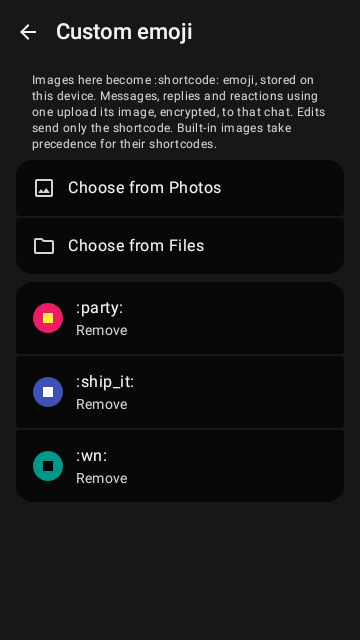 Custom emoji
Images here become :shortcode: emoji, stored on
this device. Messages, replies and reactions using
one upload its image, encrypted, to that chat. Edits
send only the shortcode. Built-in images take
precedence for their shortcodes.
Choose from Photos
Choose from Files
:party:
Remove
:ship_it:
Remove
:wn:
Remove